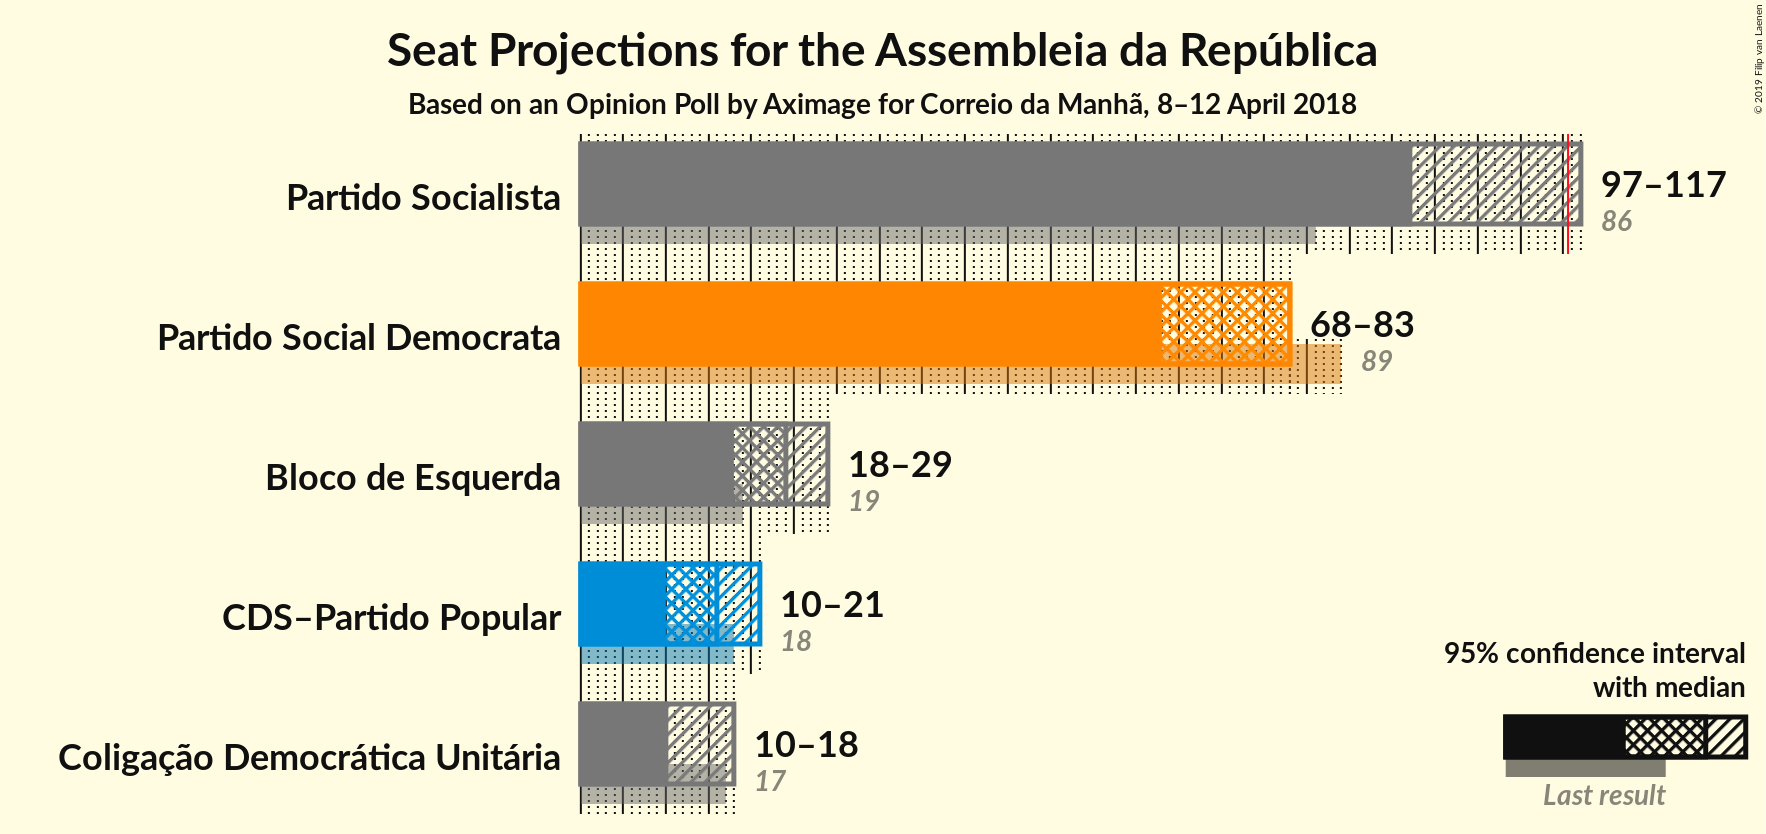 Seat Projections for the Assembleia da República
Based on an Opinion Poll by Aximage for Correio da Manhã, 8–12 April 2018
© 2019 Filip van Laenen
Partido Socialista
97–117
86
Partido Social Democrata
68–83
89
Bloco de Esquerda
18–29
19
CDS–Partido Popular
10–21
18
Coligação Democrática Unitária
10–18
17
95% confidence interval
with median
Last result